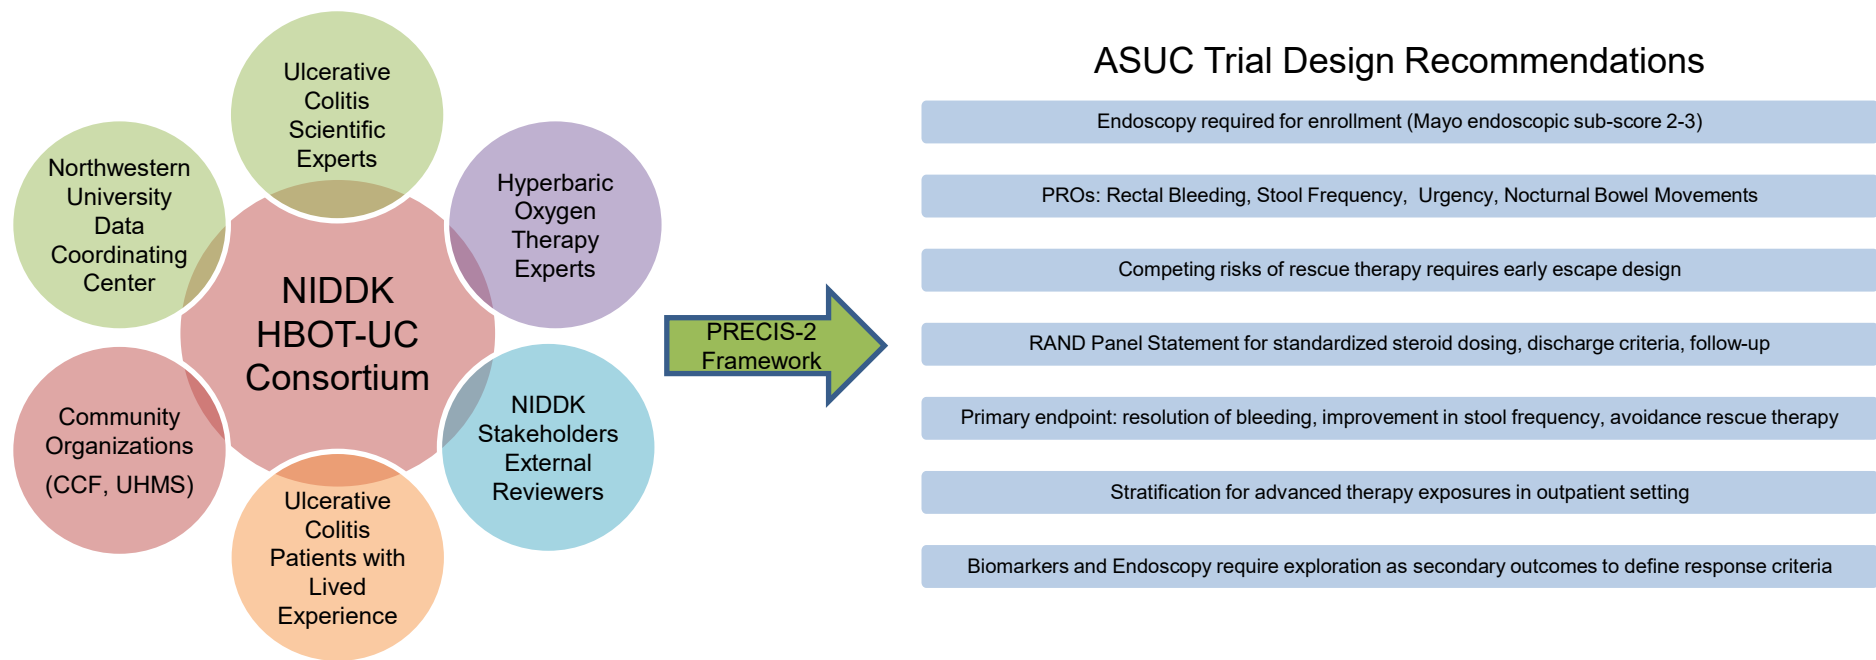 Ulcerative
Colitis
Scientific
Experts
Northwestern
University
Data
Coordinating
Center
Hyperbaric
Oxygen
Therapy
Experts
NIDDK
HBOT-UC
Consortium
Community
Organizations
(CCF, UHMS)
NIDDK
Stakeholders
External
Reviewers
Ulcerative
Colitis
Patients with
Lived
Experience
PRECIS-2
Framework
ASUC Trial Design Recommendations
Endoscopy required for enrollment (Mayo endoscopic sub-score 2-3)
PROs: Rectal Bleeding, Stool Frequency, Urgency, Nocturnal Bowel Movements
Competing risks of rescue therapy requires early escape design
RAND Panel Statement for standardized steroid dosing, discharge criteria, follow-up
Primary endpoint: resolution of bleeding, improvement in stool frequency, avoidance rescue therapy
Stratification for advanced therapy exposures in outpatient setting
Biomarkers and Endoscopy require exploration as secondary outcomes to define response criteria